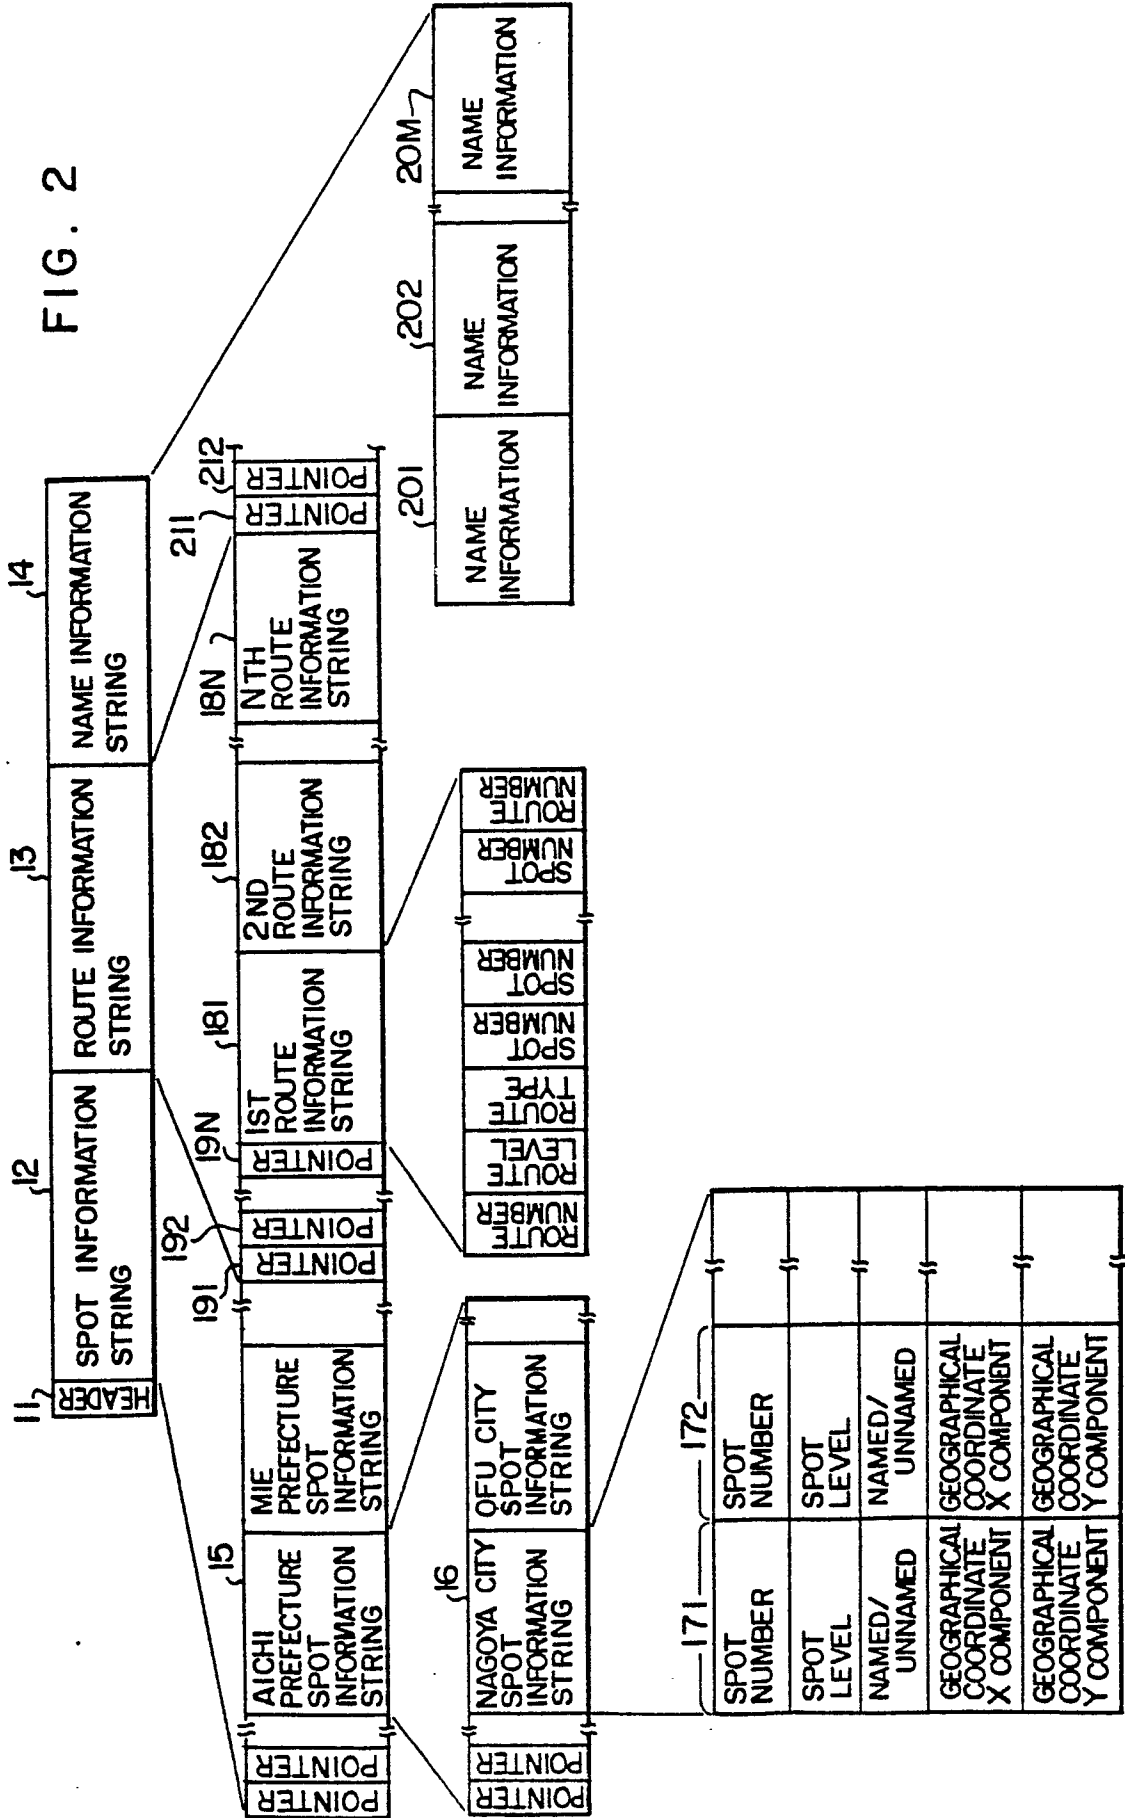 FIG. 2
11
12
13
14
HEADER
SPOT INFORMATION
STRING
ROUTE INFORMATION
STRING
NAME INFORMATION
STRING
15
191
192
19N
181
182
18N
211
212
POINTER
POINTER
AICHI
PREFECTURE
SPOT
INFORMATION
STRING
MIE
PREFECTURE
SPOT
INFORMATION
STRING
POINTER
POINTER
POINTER
1ST
ROUTE
INFORMATION
STRING
2ND
ROUTE
INFORMATION
STRING
NTH
ROUTE
INFORMATION
STRING
POINTER
POINTER
201
202
20M
NAME
INFORMATION
NAME
INFORMATION
NAME
INFORMATION
16
POINTER
POINTER
NAGOYA CITY
SPOT
INFORMATION
STRING
OFU CITY
SPOT
INFORMATION
STRING
ROUTE
NUMBER
ROUTE
LEVEL
ROUTE
TYPE
SPOT
NUMBER
SPOT
NUMBER
SPOT
NUMBER
ROUTE
NUMBER
171
172
SPOT
NUMBER
SPOT
NUMBER
SPOT
LEVEL
SPOT
LEVEL
NAMED/
UNNAMED
NAMED/
UNNAMED
GEOGRAPHICAL
COORDINATE
X COMPONENT
GEOGRAPHICAL
COORDINATE
X COMPONENT
GEOGRAPHICAL
COORDINATE
Y COMPONENT
GEOGRAPHICAL
COORDINATE
Y COMPONENT